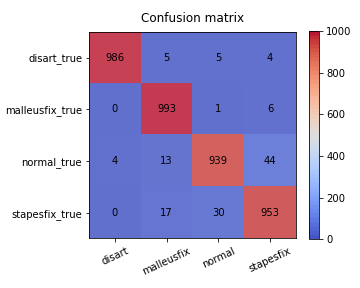 Confusion matrix
disart_true 986 5 5 4
malleusfix_true 0 993 1 6
normal_true 4 13 939 44
stapesfix_true 0 17 30 953
disart malleusfix normal stapesfix
1000
800
600
400
200
0